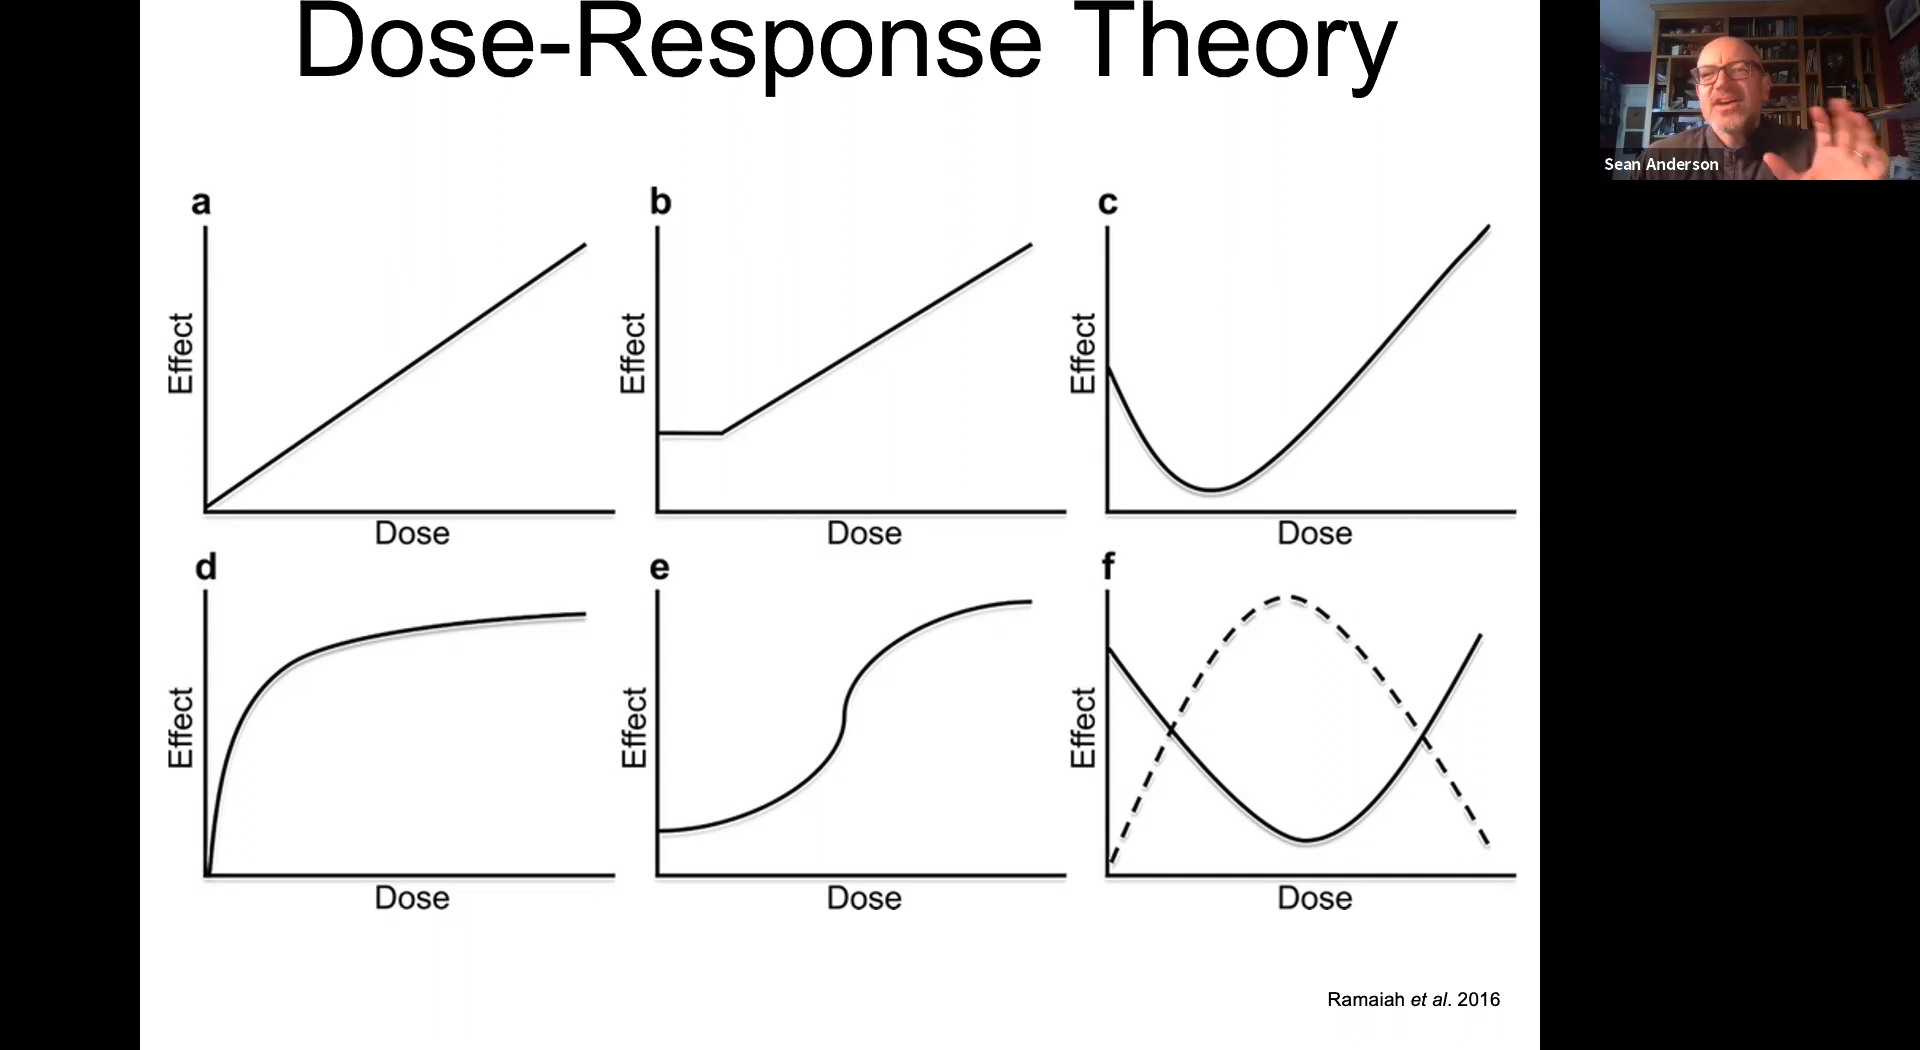 Dose-Response Theory
Sean Anderson
a
b
c
Effect
Effect
Effect
Dose
Dose
Dose
d
e
f
Effect
Effect
Effect
Dose
Dose
Dose
Ramaiah et al. 2016